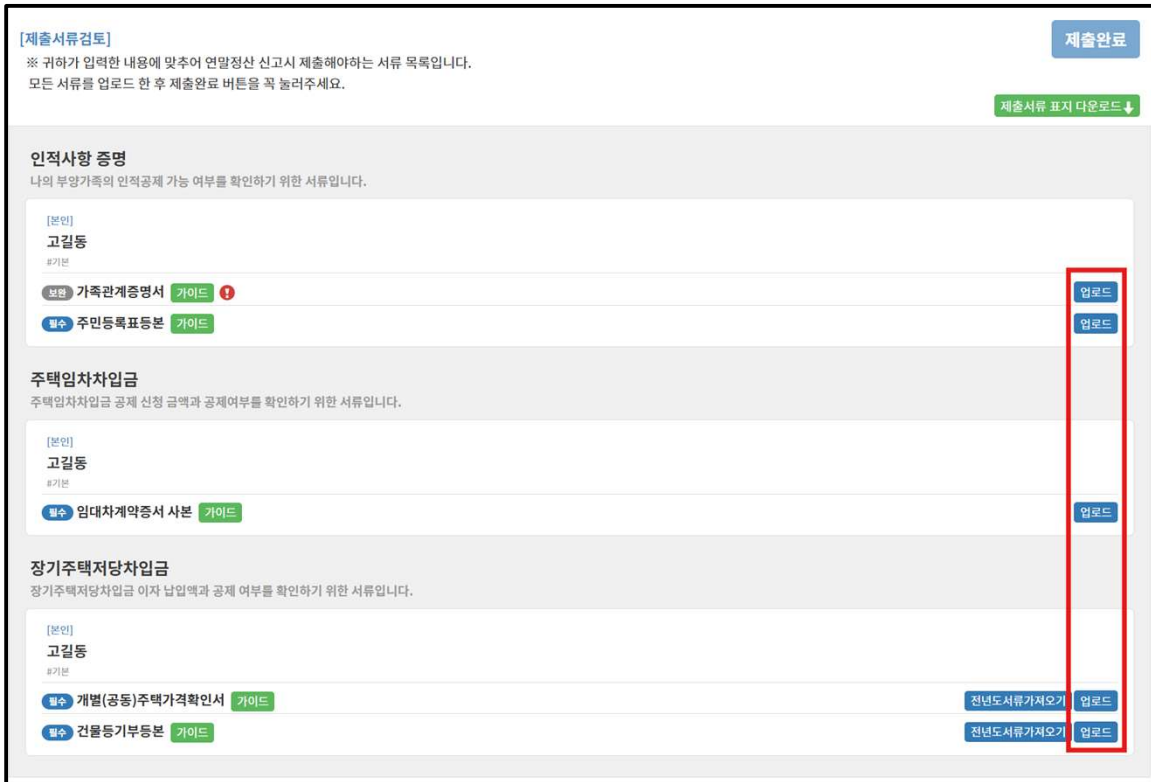 [제출서류검토]
제출완료
※ 귀하가 입력한 내용에 맞추어 연말정산 신고시 제출해야하는 서류 목록입니다.
모든 서류를 업로드 한 후 제출완료 버튼을 꼭 눌러주세요.
제출서류 표지 다운로드
인적사항 증명
나의 부양가족의 인적공제 가능 여부를 확인하기 위한 서류입니다.
[본인]
고길동
#기본
보완 가족관계증명서 가이드 업로드
필수 주민등록표등본 가이드 업로드
주택임차차입금
주택임차차입금 공제 신청 금액과 공제여부를 확인하기 위한 서류입니다.
[본인]
고길동
#기본
필수 임대차계약증서 사본 가이드 업로드
장기주택저당차입금
장기주택저당차입금 이자 납입액과 공제 여부를 확인하기 위한 서류입니다.
[본인]
고길동
#기본
필수 개별(공동)주택가격확인서 가이드 전년도서류가져오기 업로드
필수 건물등기부등본 가이드 전년도서류가져오기 업로드